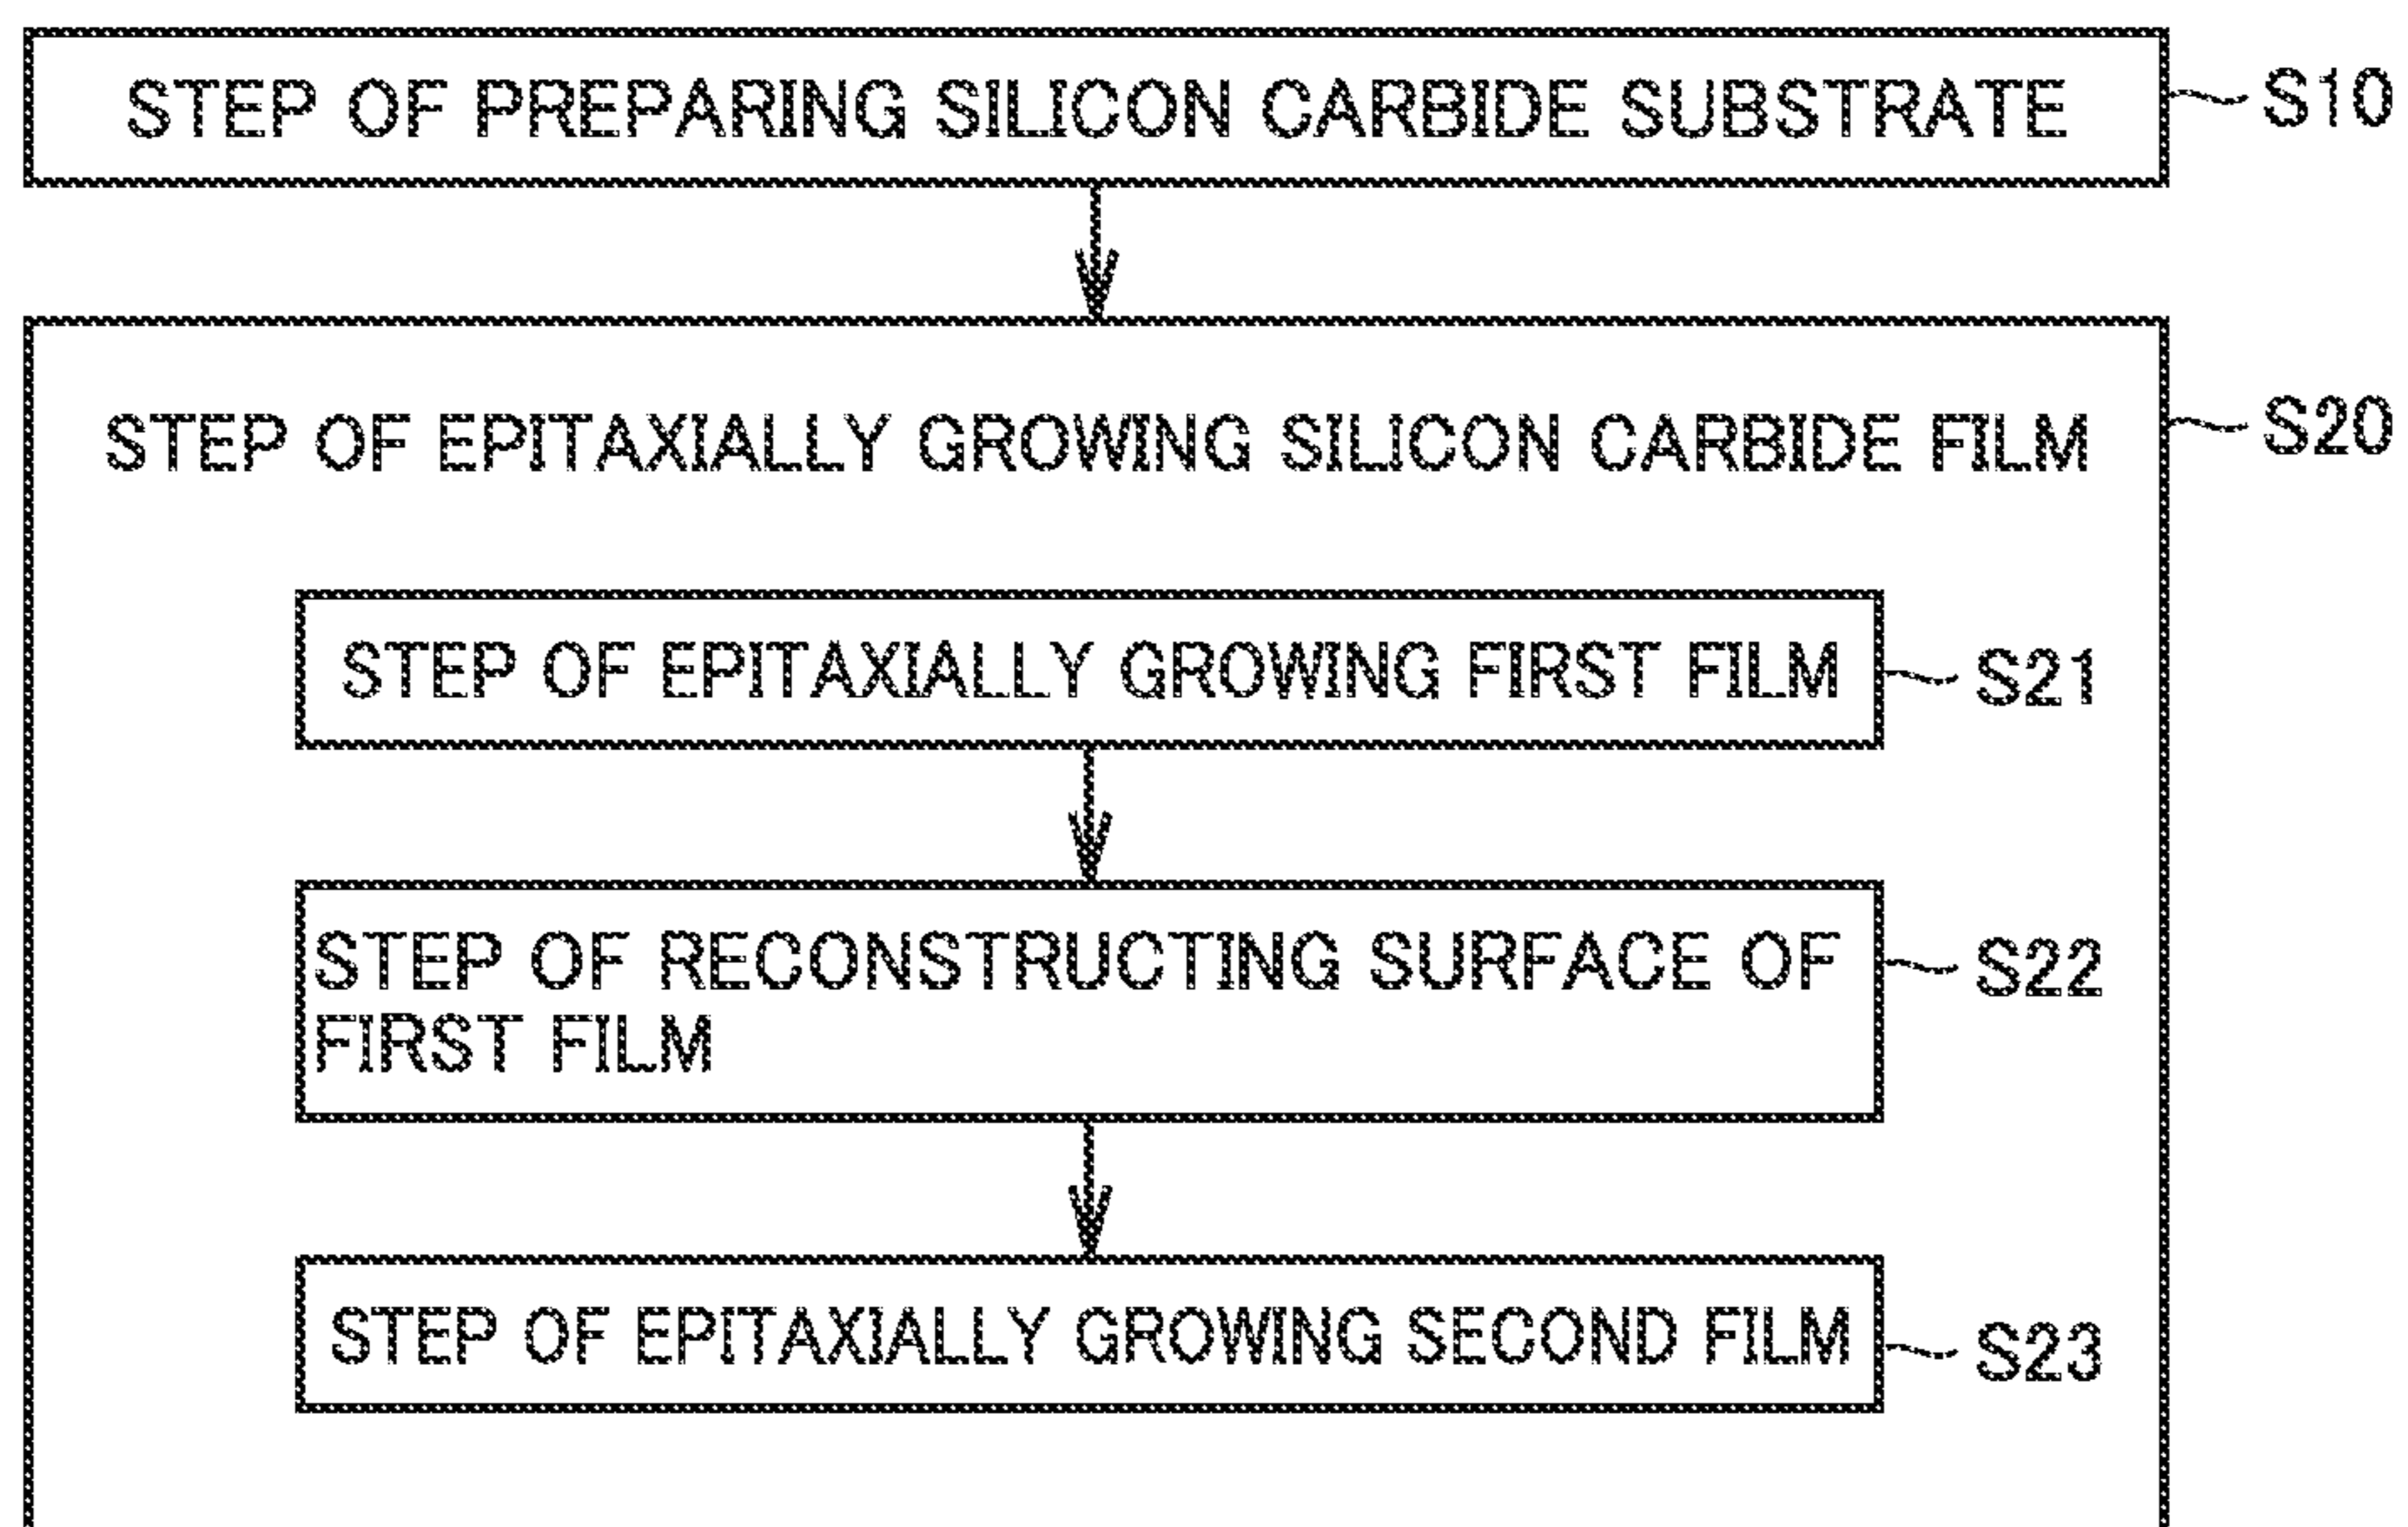 STEP OF PREPARING SILICON CARBIDE SUBSTRATE
S10
STEP OF EPITAXIALLY GROWING SILICON CARBIDE FILM
S20
STEP OF EPITAXIALLY GROWING FIRST FILM
S21
STEP OF RECONSTRUCTING SURFACE OF
FIRST FILM
S22
STEP OF EPITAXIALLY GROWING SECOND FILM
S23